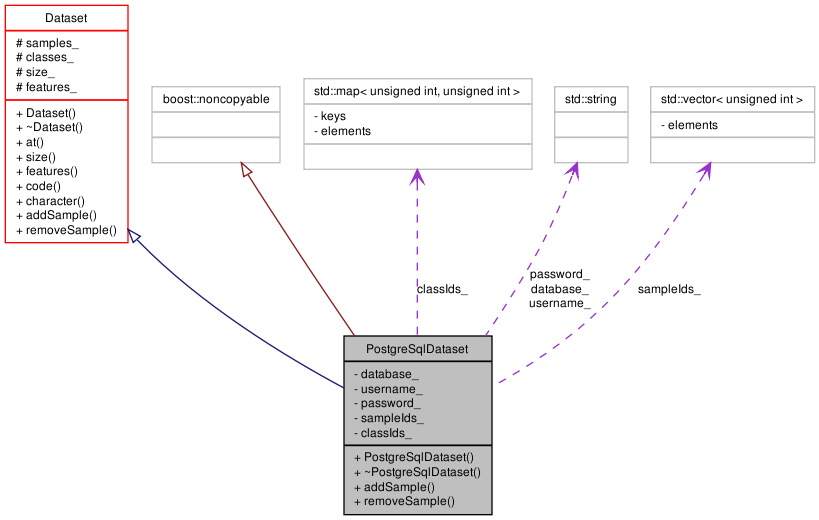 Dataset
# samples_
# classes_
# size_
# features_
+ Dataset()
+ ~Dataset()
+ at()
+ size()
+ features()
+ code()
+ character()
+ addSample()
+ removeSample()
boost::noncopyable
std::map< unsigned int, unsigned int >
- keys
- elements
std::string
std::vector< unsigned int >
- elements
classIds_
password_
database_
username_
sampleIds_
PostgreSqlDataset
- database_
- username_
- password_
- sampleIds_
- classIds_
+ PostgreSqlDataset()
+ ~PostgreSqlDataset()
+ addSample()
+ removeSample()